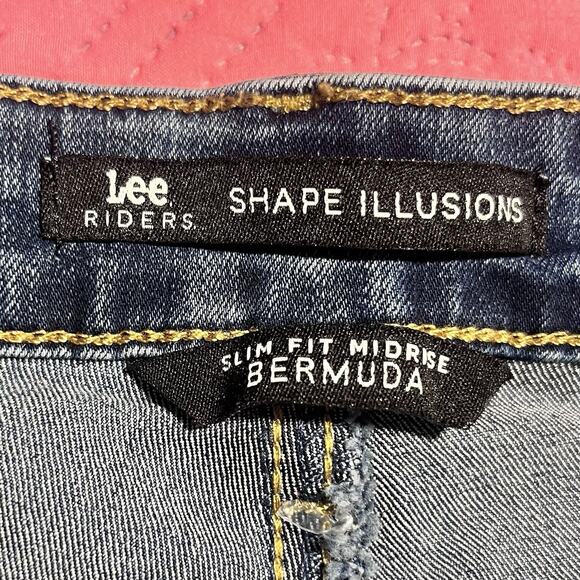 Lee. SHAPE ILLUSIONS
RIDERS.
SLIM FIT MIDRISE
BERMUDA